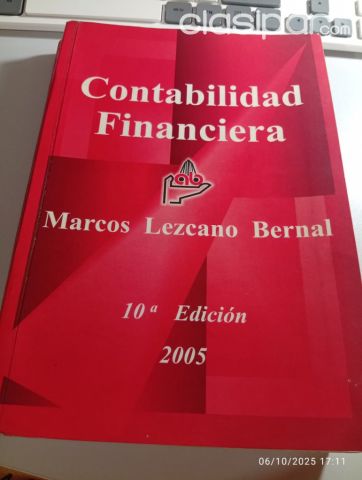 clasipar.com
Contabilidad
Financiera
Marcos Lezcano Bernal
10ª Edición
2005
06/10/2025 17:11